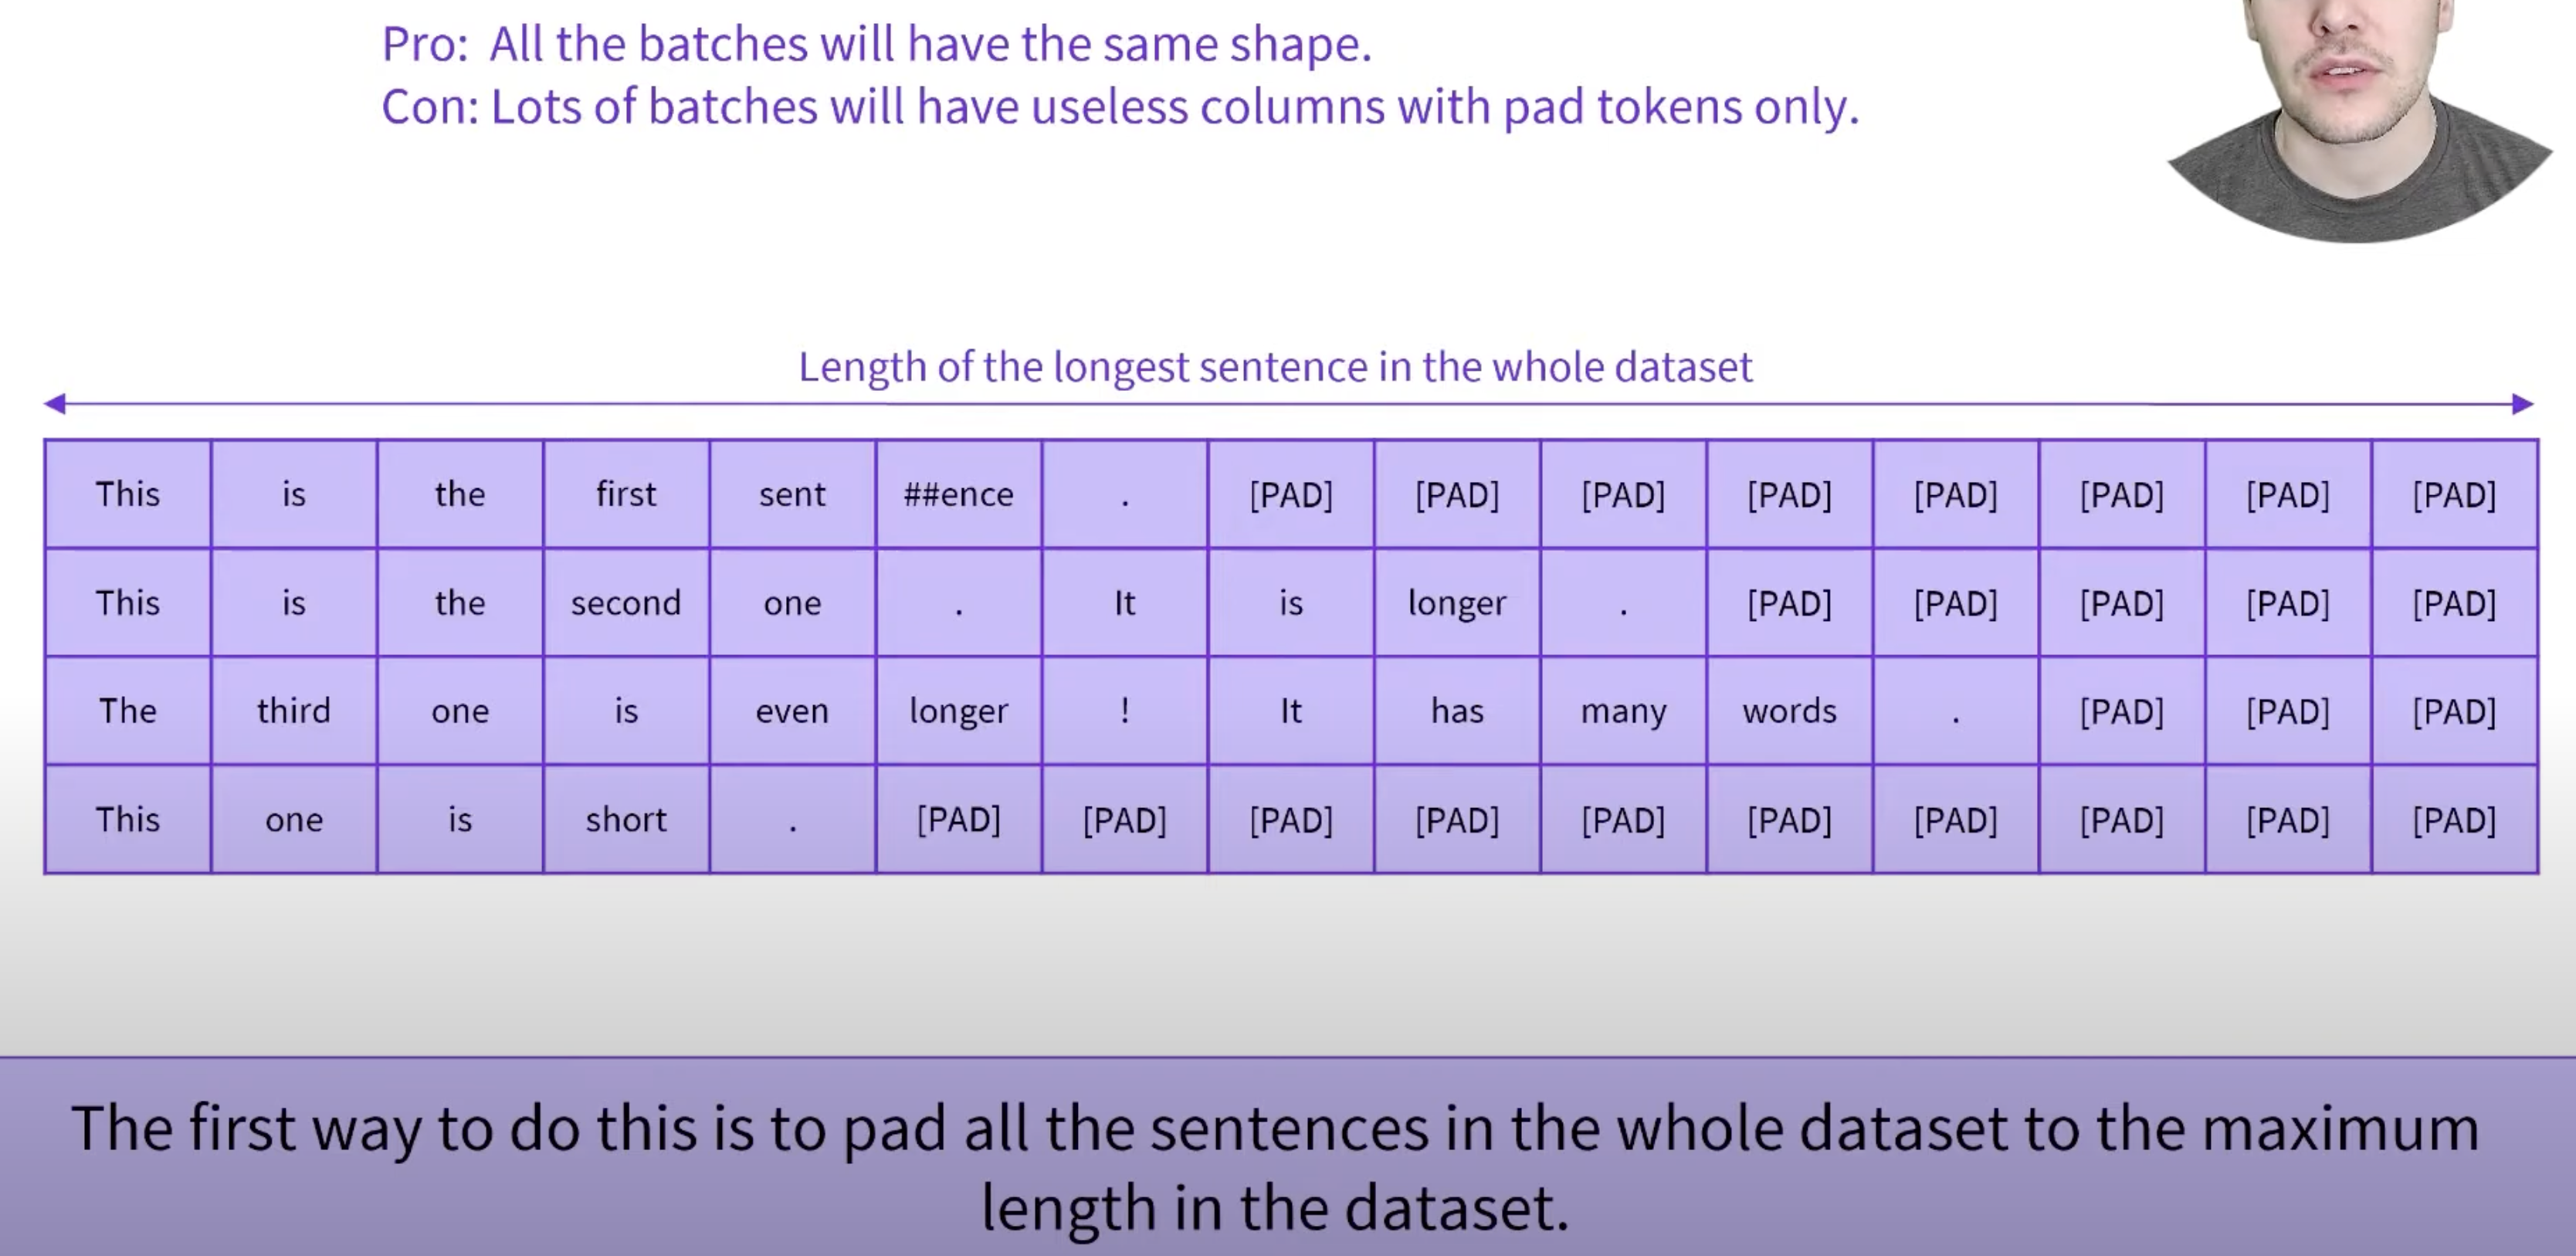 Pro: All the batches will have the same shape.
Con: Lots of batches will have useless columns with pad tokens only.
Length of the longest sentence in the whole dataset
This is the first sent ##ence . [PAD] [PAD] [PAD] [PAD] [PAD] [PAD] [PAD] [PAD]
This is the second one . It is longer . [PAD] [PAD] [PAD] [PAD] [PAD]
The third one is even longer ! It has many words . [PAD] [PAD] [PAD]
This one is short . [PAD] [PAD] [PAD] [PAD] [PAD] [PAD] [PAD] [PAD] [PAD] [PAD]
The first way to do this is to pad all the sentences in the whole dataset to the maximum
length in the dataset.